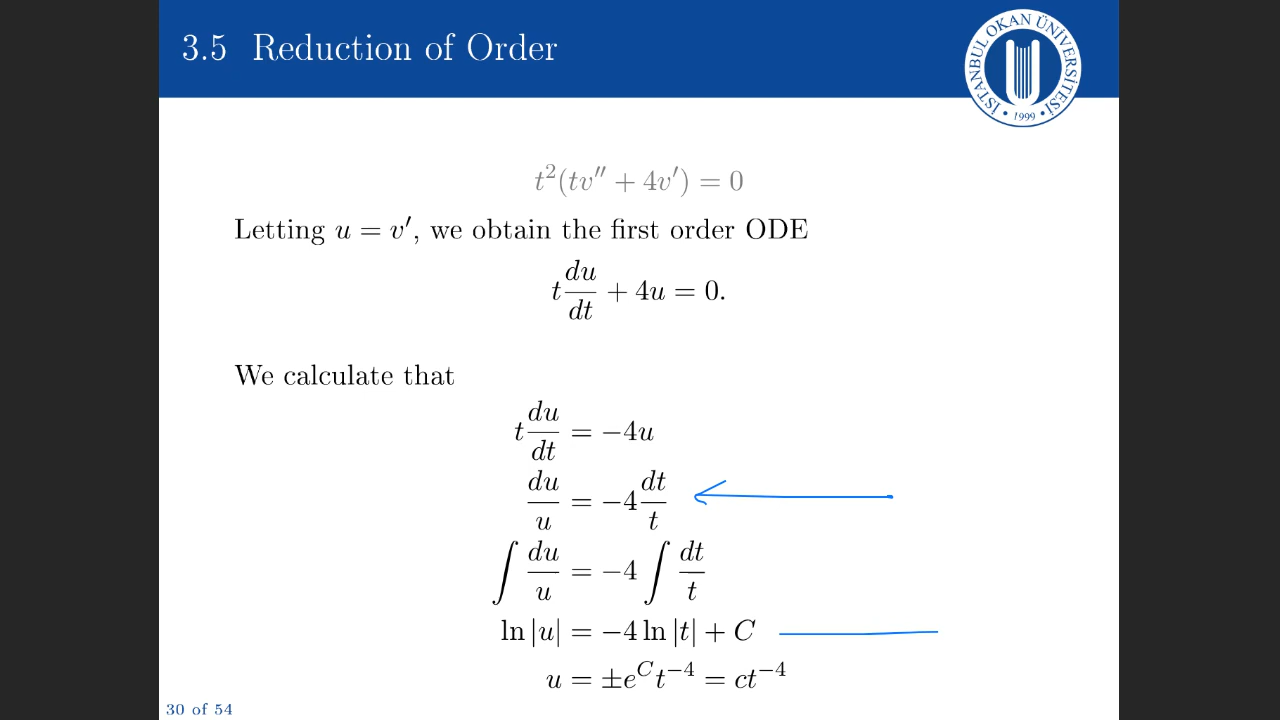 3.5 Reduction of Order
İSTANBUL OKAN ÜNİVERSİTESİ
• 1999 •
t²(tv″ + 4v′) = 0
Letting u = v′, we obtain the first order ODE
t du/dt + 4u = 0.
We calculate that
t du/dt = −4u
du/u = −4 dt/t
∫ du/u = −4 ∫ dt/t
ln |u| = −4 ln |t| + C
u = ±e^C t⁻⁴ = ct⁻⁴
30 of 54